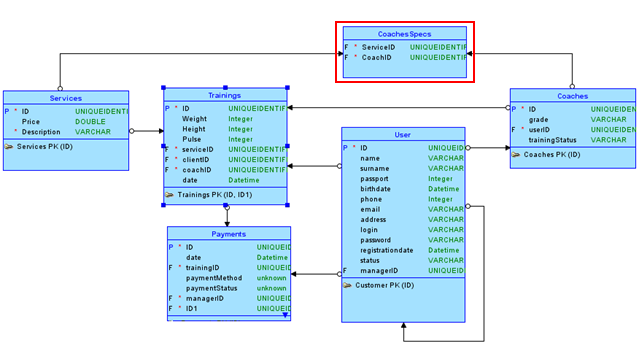 CoachesSpecs
F * ServiceID UNIQUEIDENTIF
F * CoachID UNIQUEIDENTIF
Services
P * ID UNIQUEIDENTI
Price DOUBLE
* Description VARCHAR
Services PK (ID)
Trainings
P * ID UNIQUEIDENTIF
Weight Integer
Height Integer
Pulse Integer
F * serviceID UNIQUEIDENTIF
F * clientID UNIQUEIDENTIF
F * coachID UNIQUEIDENTIF
date Datetime
Trainings PK (ID, ID1)
Coaches
P * ID UNIQUEIDEN
grade VARCHAR
F * userID UNIQUEIDEN
trainingStatus VARCHAR
Coaches PK (ID)
User
P * ID UNIQUEID
name VARCHAR
surname VARCHAR
passport Integer
birthdate Datetime
phone Integer
email VARCHAR
address VARCHAR
login VARCHAR
password VARCHAR
registrationdate Datetime
status VARCHAR
F managerID UNIQUEID
Customer PK (ID)
Payments
P * ID UNIQUEID
date Datetime
F * trainingID UNIQUEID
paymentMethod unknown
paymentStatus unknown
F * managerID UNIQUEID
F * ID1 UNIQUEID